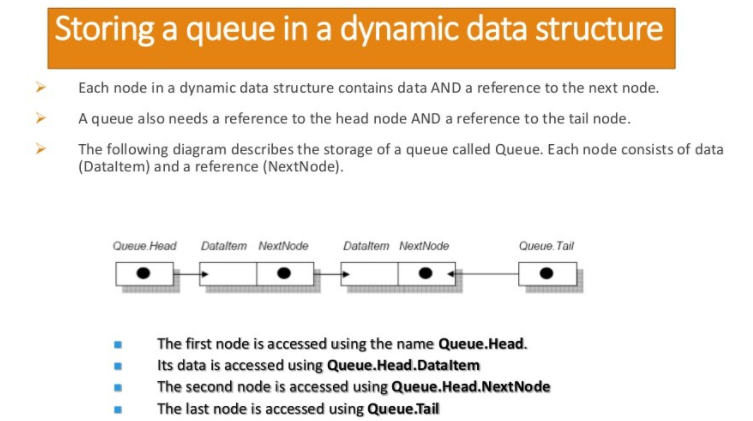 Storing a queue in a dynamic data structure
Each node in a dynamic data structure contains data AND a reference to the next node.
A queue also needs a reference to the head node AND a reference to the tail node.
The following diagram describes the storage of a queue called Queue. Each node consists of data
(DataItem) and a reference (NextNode).
Queue.Head DataItem NextNode DataItem NextNode Queue.Tail
The first node is accessed using the name Queue.Head.
Its data is accessed using Queue.Head.DataItem
The second node is accessed using Queue.Head.NextNode
The last node is accessed using Queue.Tail